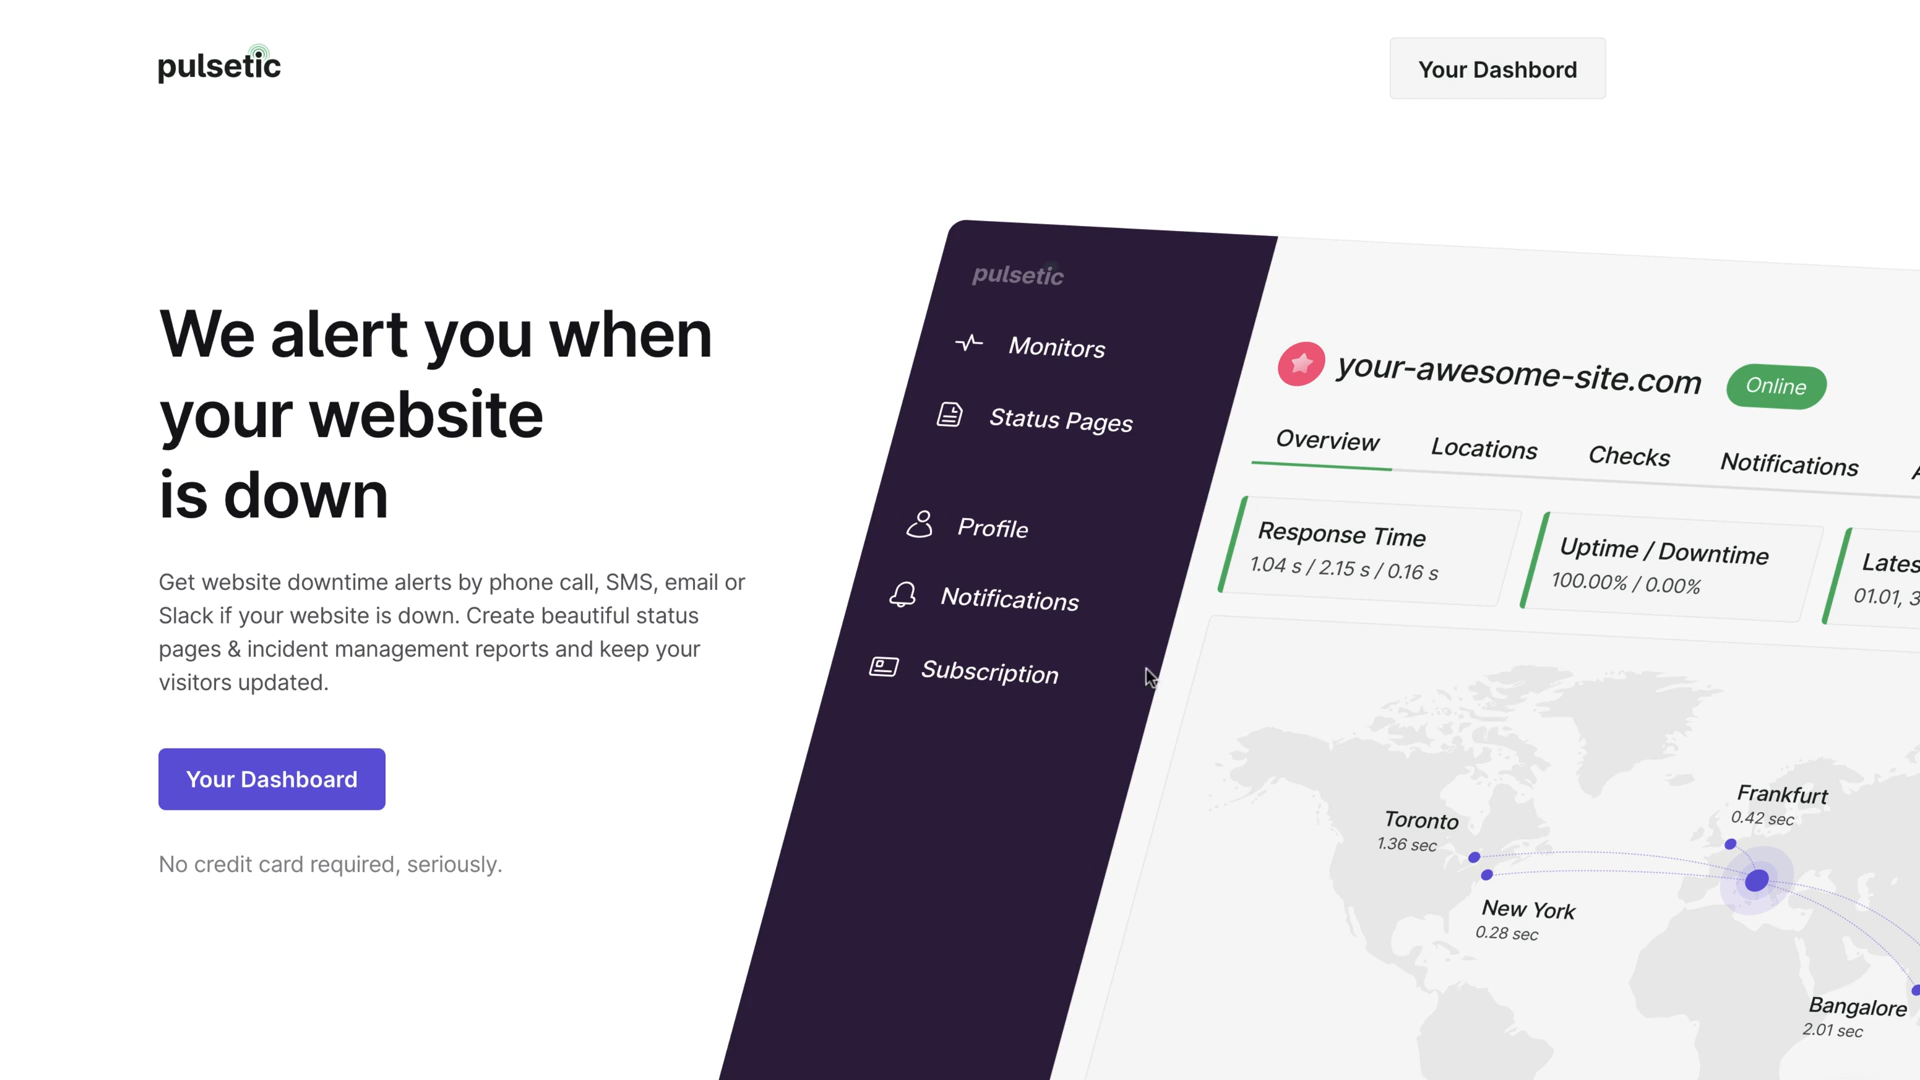 pulsetic
Your Dashbord
We alert you when
your website
is down
Get website downtime alerts by phone call, SMS, email or
Slack if your website is down. Create beautiful status
pages & incident management reports and keep your
visitors updated.
Your Dashboard
No credit card required, seriously.
pulsetic
Monitors
Status Pages
Profile
Notifications
Subscription
your-awesome-site.com
Online
Overview
Locations
Checks
Notifications
Response Time
1.04 s / 2.15 s / 0.16 s
Uptime / Downtime
100.00% / 0.00%
Lates
01.01, 3
Toronto
1.36 sec
New York
0.28 sec
Frankfurt
0.42 sec
Bangalore
2.01 sec